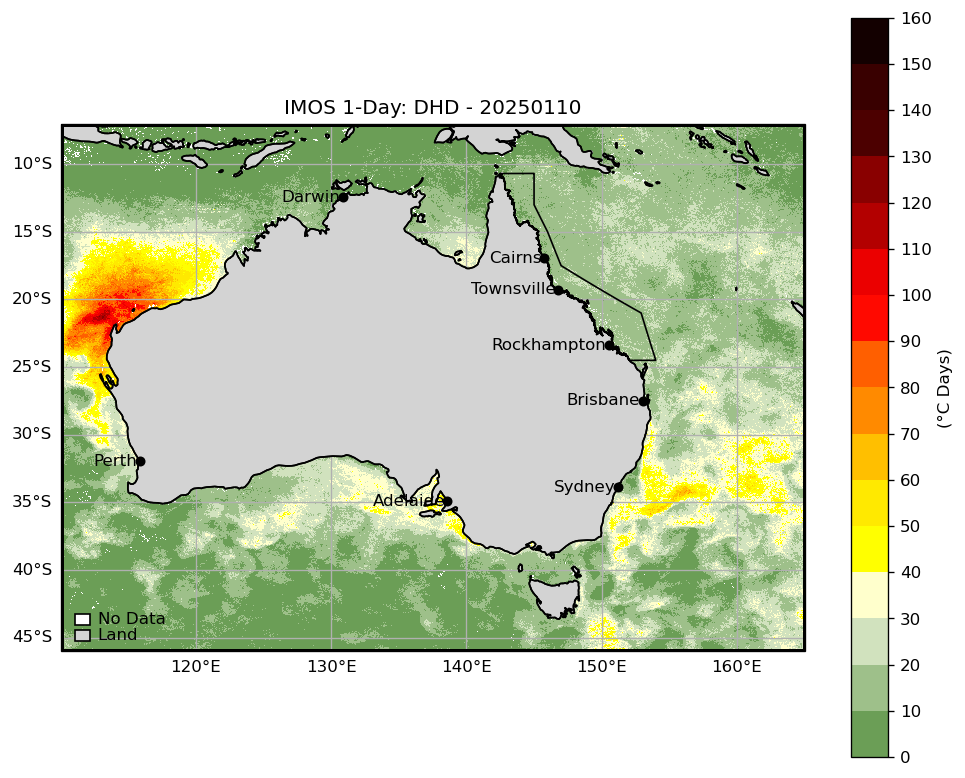 IMOS 1-Day: DHD - 20250110
10°S
15°S
20°S
25°S
30°S
35°S
40°S
45°S
Darwin
Cairns
Townsville
Rockhampton
Brisbane
Perth
Sydney
Adelaide
No Data
Land
120°E 130°E 140°E 150°E 160°E
160
150
140
130
120
110
100
90
80
70
60
50
40
30
20
10
0
(°C Days)